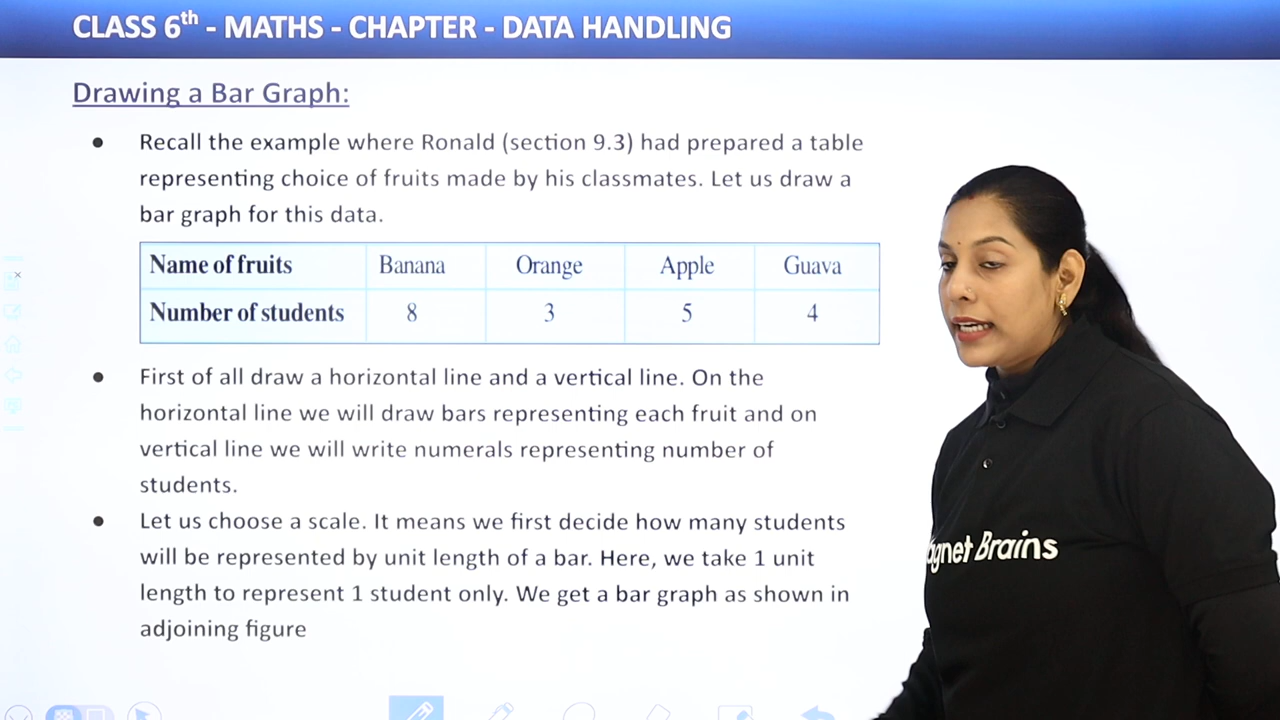 CLASS 6th - MATHS - CHAPTER - DATA HANDLING
Drawing a Bar Graph:
● Recall the example where Ronald (section 9.3) had prepared a table
representing choice of fruits made by his classmates. Let us draw a
bar graph for this data.
Name of fruits Banana Orange Apple Guava
Number of students 8 3 5 4
● First of all draw a horizontal line and a vertical line. On the
horizontal line we will draw bars representing each fruit and on
vertical line we will write numerals representing number of
students.
● Let us choose a scale. It means we first decide how many students
will be represented by unit length of a bar. Here, we take 1 unit
length to represent 1 student only. We get a bar graph as shown in
adjoining figure
agnet Brains